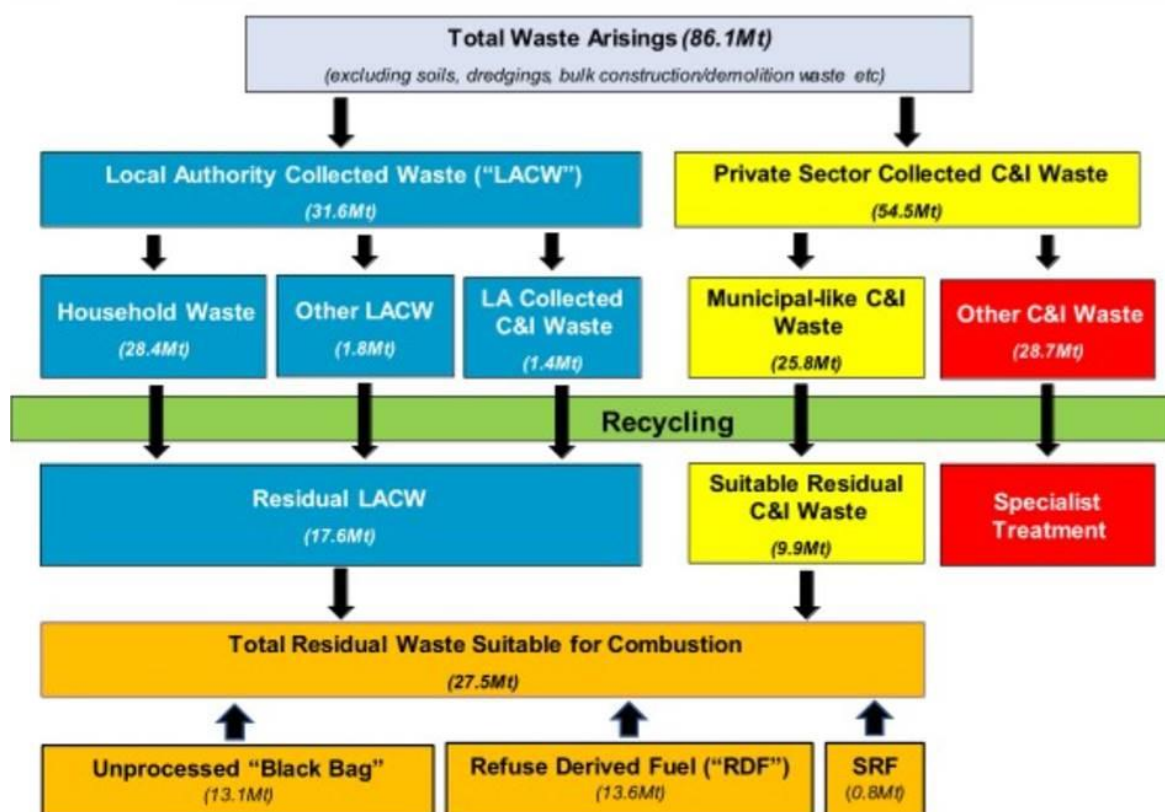 Total Waste Arisings (86.1Mt)
(excluding soils, dredgings, bulk construction/demolition waste etc)
Local Authority Collected Waste (“LACW”)
(31.6Mt)
Private Sector Collected C&I Waste
(54.5Mt)
Household Waste
(28.4Mt)
Other LACW
(1.8Mt)
LA Collected
C&I Waste
(1.4Mt)
Municipal-like C&I
Waste
(25.8Mt)
Other C&I Waste
(28.7Mt)
Recycling
Residual LACW
(17.6Mt)
Suitable Residual
C&I Waste
(9.9Mt)
Specialist
Treatment
Total Residual Waste Suitable for Combustion
(27.5Mt)
Unprocessed “Black Bag”
(13.1Mt)
Refuse Derived Fuel (“RDF”)
(13.6Mt)
SRF
(0.8Mt)